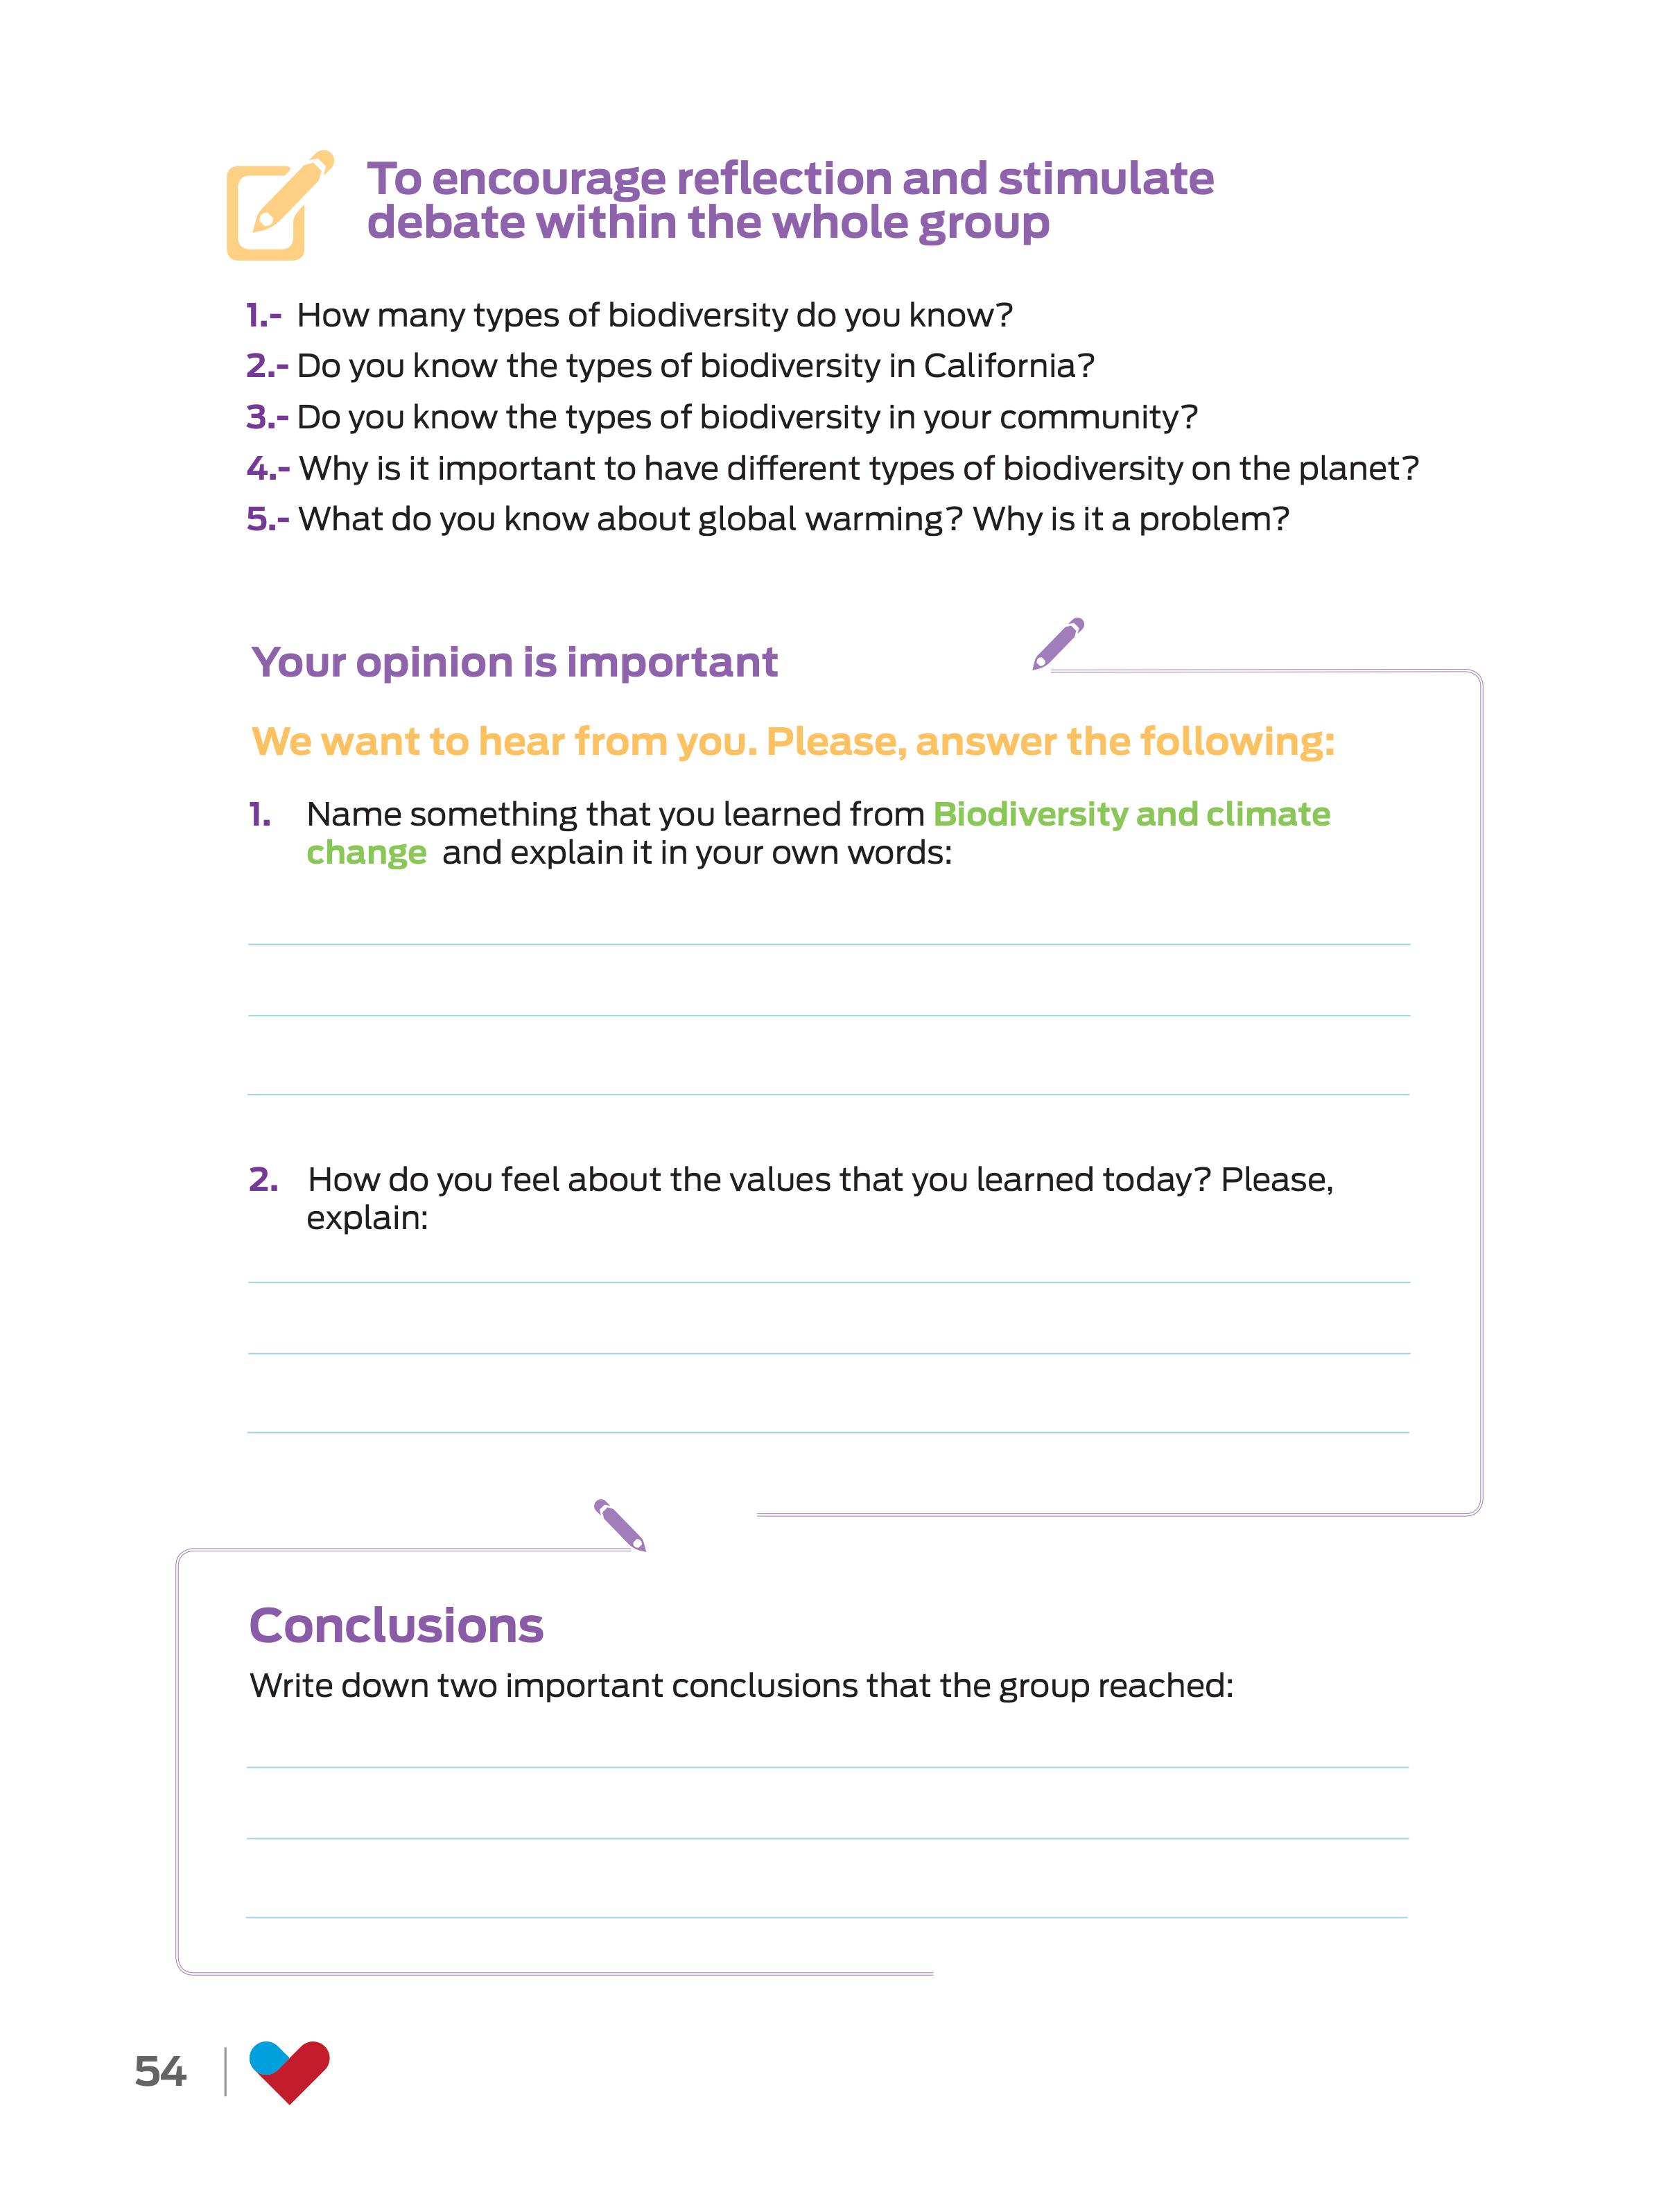 To encourage reflection and stimulate
debate within the whole group
1.- How many types of biodiversity do you know?
2.- Do you know the types of biodiversity in California?
3.- Do you know the types of biodiversity in your community?
4.- Why is it important to have different types of biodiversity on the planet?
5.- What do you know about global warming? Why is it a problem?
Your opinion is important
We want to hear from you. Please, answer the following:
1. Name something that you learned from Biodiversity and climate
change and explain it in your own words:
2. How do you feel about the values that you learned today? Please,
explain:
Conclusions
Write down two important conclusions that the group reached:
54